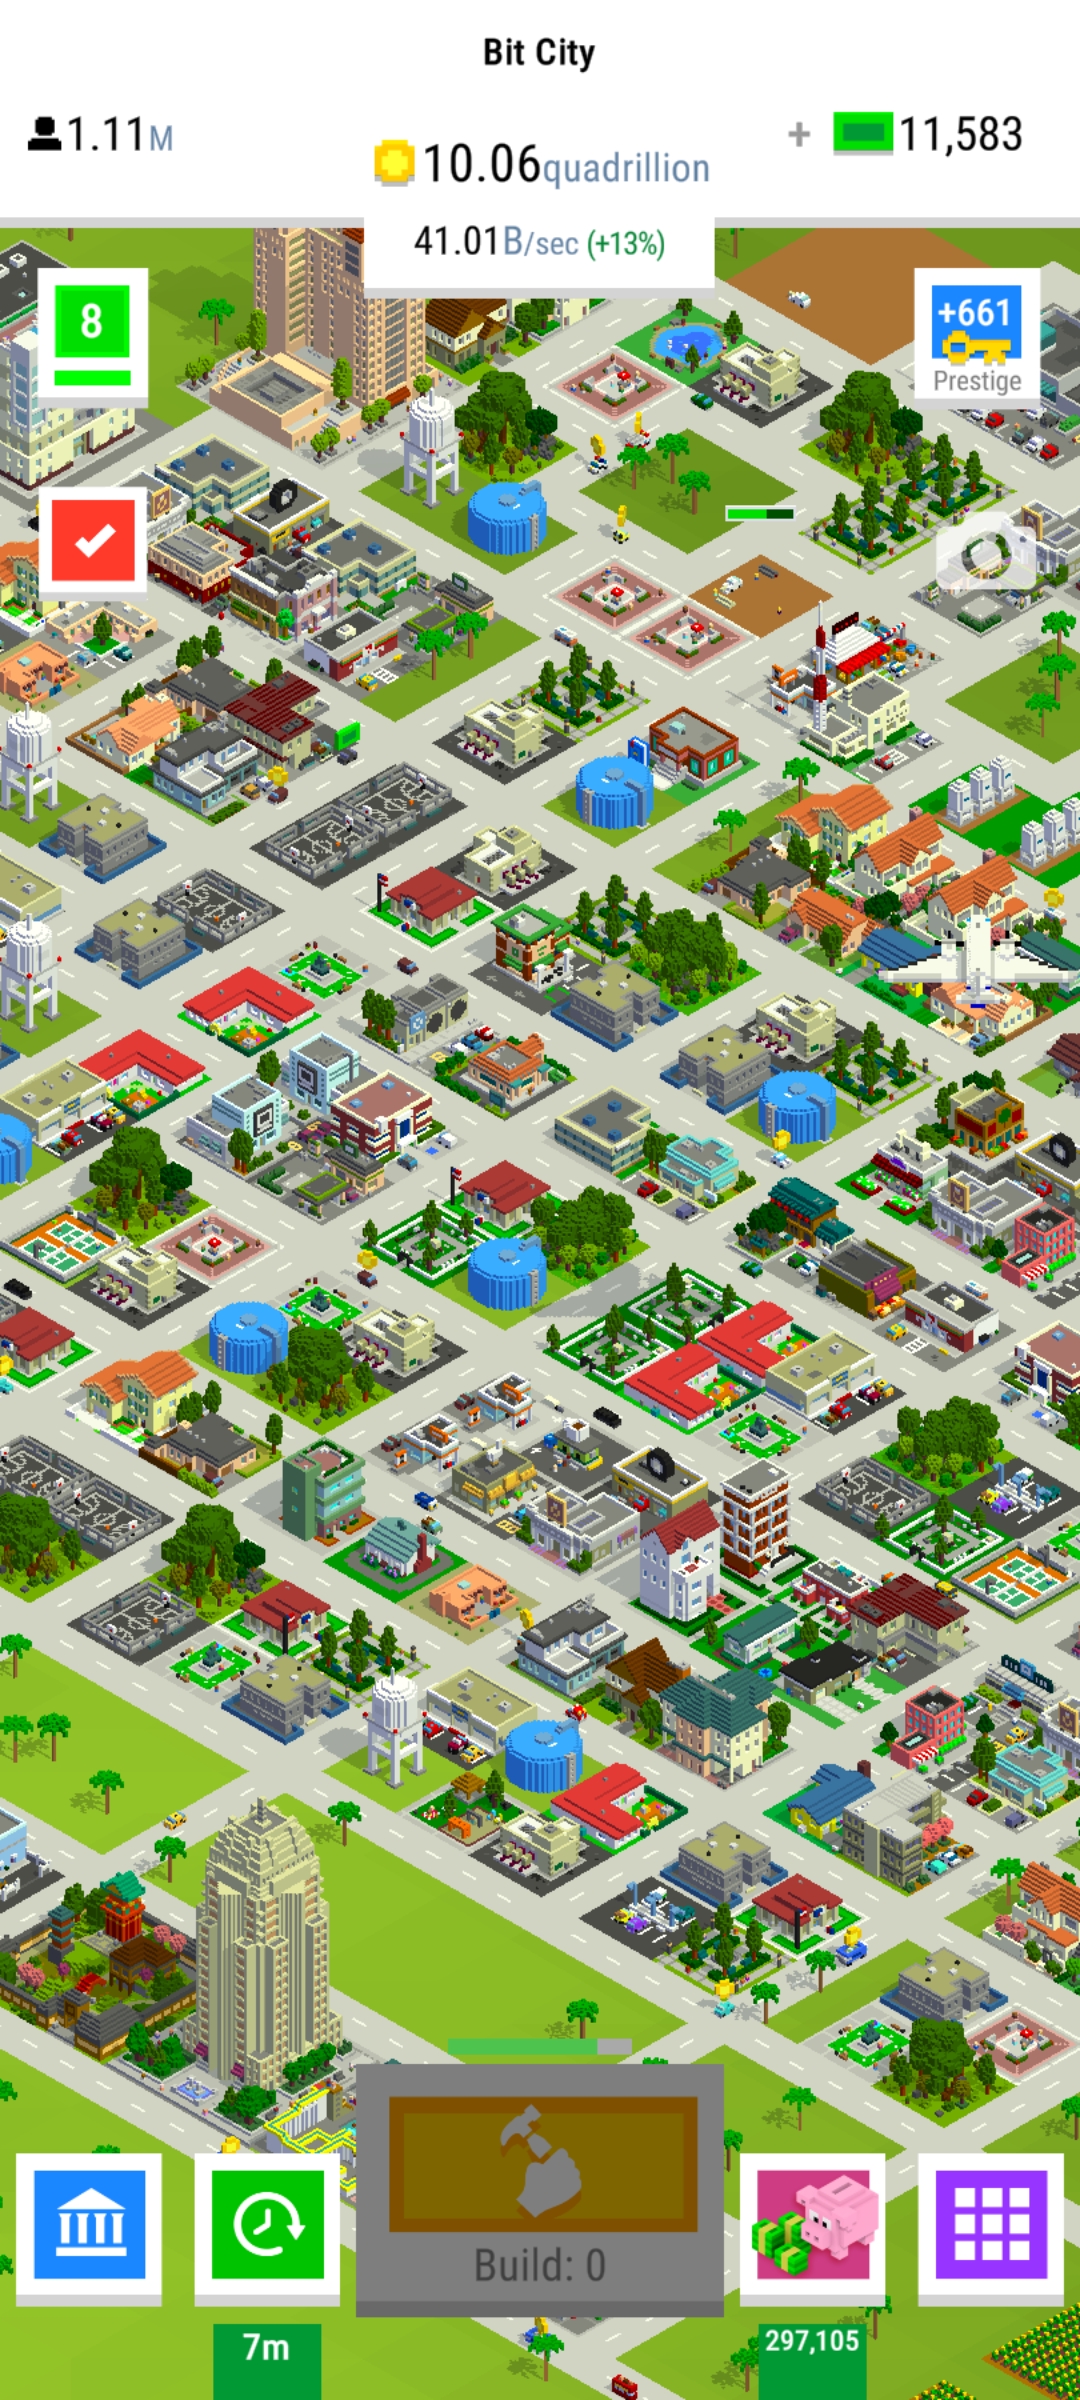 Bit City
1.11M
10.06quadrillion
+ 11,583
41.01B/sec (+13%)
8
+661
Prestige
Build: 0
7m
297,105